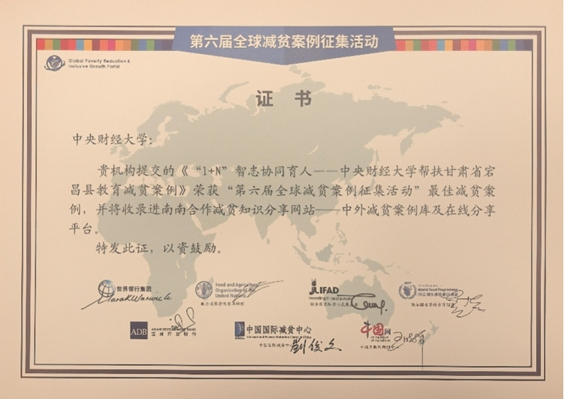 第六届全球减贫案例征集活动
Global Poverty Reduction &
Inclusive Growth Portal
证 书
中央财经大学：
贵机构提交的《“1+N”智志协同育人——中央财经大学帮扶甘肃省宕
昌县教育减贫案例》荣获“第六届全球减贫案例征集活动”最佳减贫案
例，并将收录进南南合作减贫知识分享网站——中外减贫案例库及在线分享
平台。
特发此证，以资鼓励。
世界银行集团
Food and Agriculture
Organization of the
United Nations
IFAD
World Food Programme
ADB
中国国际减贫中心
中国网